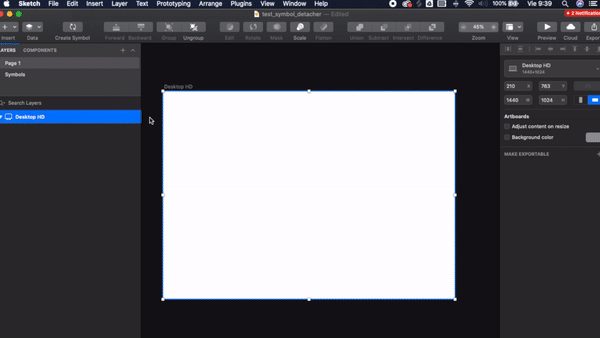 Sketch File Edit Insert Layer Text Prototyping Arrange Plugins View Window Help 100% Vie 9:39
test_symbol_detacher — Edited
2 Notificatio
Insert Data Create Symbol Forward Backward Group Ungroup Edit Rotate Mask Scale Flatten Union Subtract Intersect Difference Zoom View Preview Cloud Export
45%
LAYERS COMPONENTS
Page 1
Symbols
Search Layers
Desktop HD
Desktop HD
Desktop HD
1440×1024
210 X 763 Y
1440 W 1024 H
Artboards
Adjust content on resize
Background color
MAKE EXPORTABLE